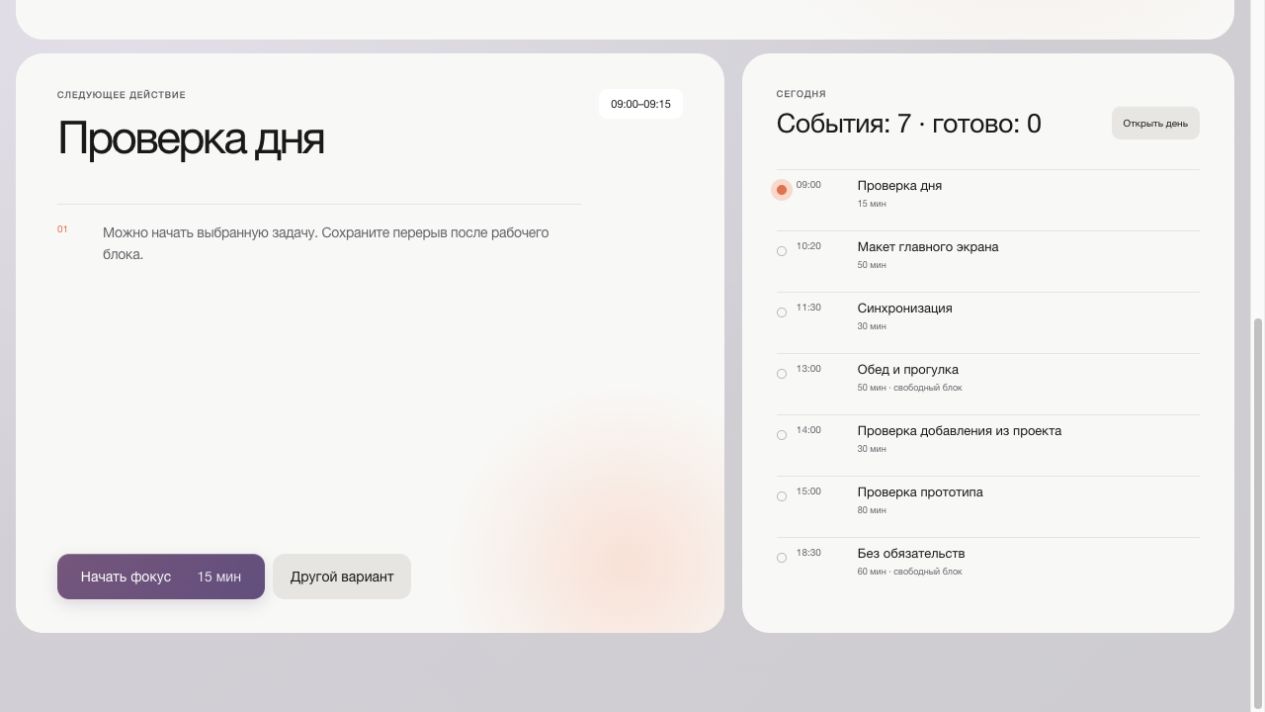 СЛЕДУЮЩЕЕ ДЕЙСТВИЕ
09:00–09:15
Проверка дня
01
Можно начать выбранную задачу. Сохраните перерыв после рабочего
блока.
Начать фокус 15 мин
Другой вариант
СЕГОДНЯ
События: 7 · готово: 0
Открыть день
09:00 Проверка дня
15 мин
10:20 Макет главного экрана
50 мин
11:30 Синхронизация
30 мин
13:00 Обед и прогулка
50 мин · свободный блок
14:00 Проверка добавления из проекта
30 мин
15:00 Проверка прототипа
80 мин
18:30 Без обязательств
60 мин · свободный блок